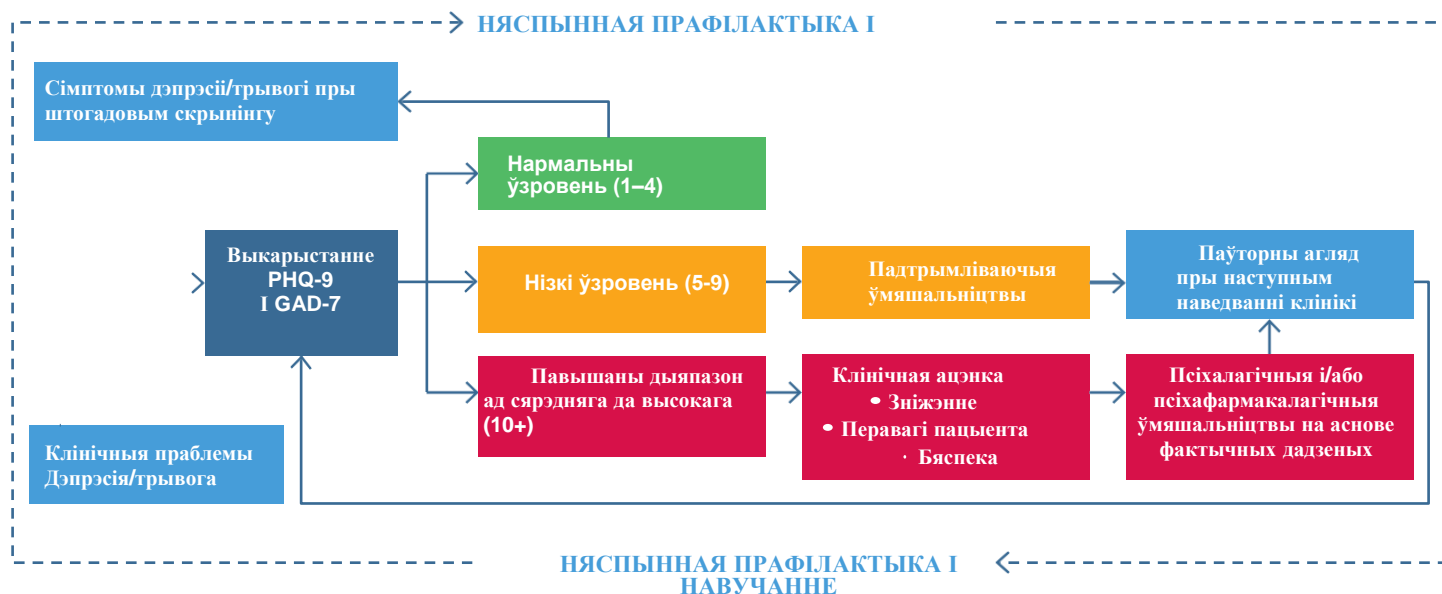 НЯСПЫННАЯ ПРАФІЛАКТЫКА І
Сімптомы дэпрэсіі/трывогі пры
штогадовым скрынінгу
Нармальны
ўзровень (1–4)
Выкарыстанне
PHQ-9
І GAD-7
Нізкі ўзровень (5-9)
Падтрымліваючыя
ўмяшальніцтвы
Паўторны агляд
пры наступным
наведванні клінікі
Павышаны дыяпазон
ад сярэдняга да высокага
(10+)
Клінічная ацэнка
• Зніжэнне
• Перавагі пацыента
· Бяспека
Псіхалагічныя і/або
псіхафармакалагічныя
ўмяшальніцтвы на аснове
фактычных дадзеных
Клінічныя праблемы
Дэпрэсія/трывога
НЯСПЫННАЯ ПРАФІЛАКТЫКА І
НАВУЧАННЕ